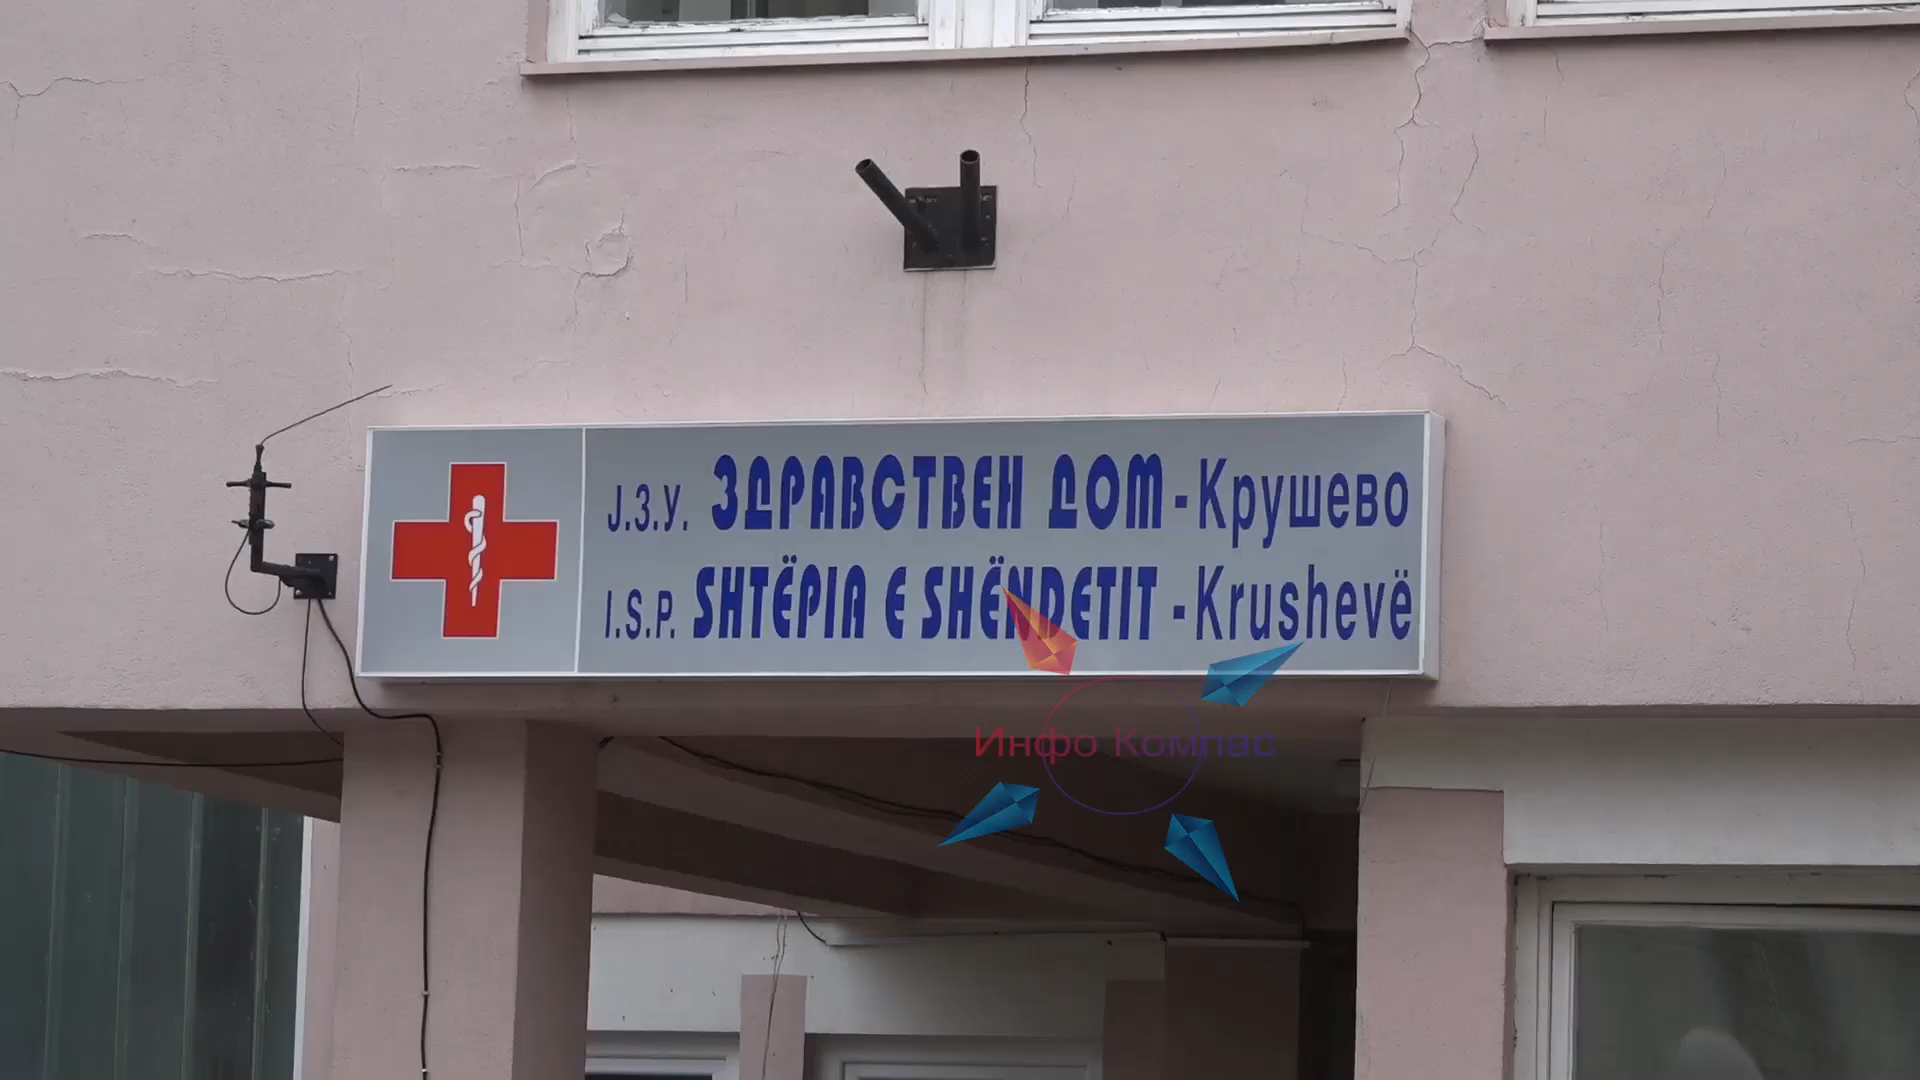 Ј.З.У. ЗДРАВСТВЕН ДОМ - Крушево
I.S.P. SHTËPIA E SHËNDETIT - Krushevë
Инфо Компас